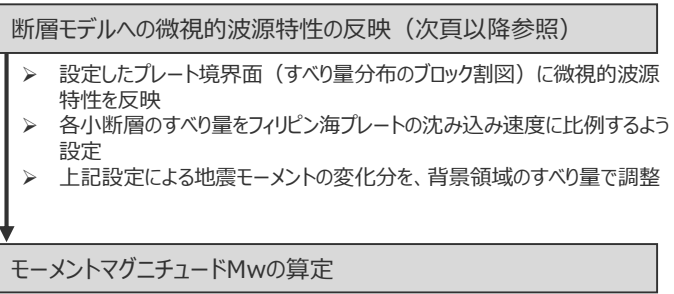 断層モデルへの微視的波源特性の反映（次頁以降参照）
➢ 設定したプレート境界面（すべり量分布のブロック割図）に微視的波源
特性を反映
➢ 各小断層のすべり量をフィリピン海プレートの沈み込み速度に比例するよう
設定
➢ 上記設定による地震モーメントの変化分を、背景領域のすべり量で調整
モーメントマグニチュードMwの算定